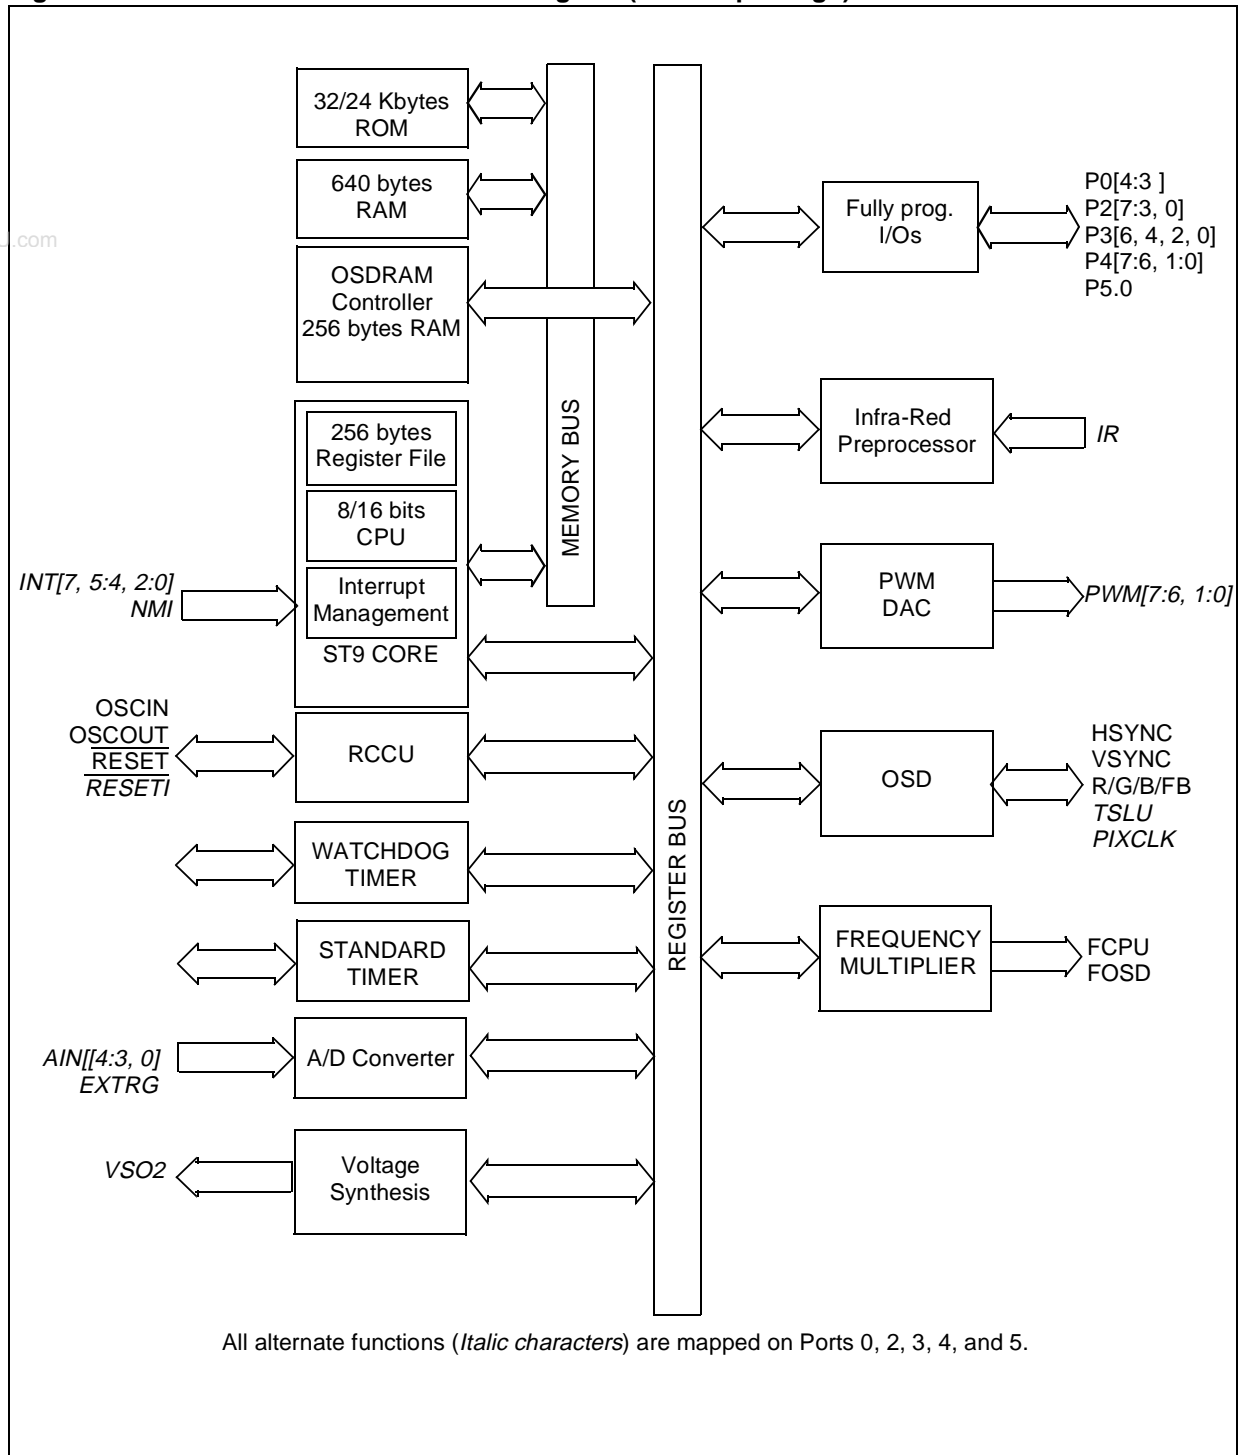 32/24 Kbytes
ROM
640 bytes
RAM
OSDRAM
Controller
256 bytes RAM
256 bytes
Register File
8/16 bits
CPU
Interrupt
Management
ST9 CORE
INT[7, 5:4, 2:0]
NMI
OSCIN
OSCOUT
RESET
RESETI
RCCU
WATCHDOG
TIMER
STANDARD
TIMER
AIN[[4:3, 0]
EXTRG
A/D Converter
VSO2
Voltage
Synthesis
MEMORY BUS
REGISTER BUS
Fully prog.
I/Os
P0[4:3 ]
P2[7:3, 0]
P3[6, 4, 2, 0]
P4[7:6, 1:0]
P5.0
Infra-Red
Preprocessor
IR
PWM
DAC
PWM[7:6, 1:0]
OSD
HSYNC
VSYNC
R/G/B/FB
TSLU
PIXCLK
FREQUENCY
MULTIPLIER
FCPU
FOSD
All alternate functions (Italic characters) are mapped on Ports 0, 2, 3, 4, and 5.